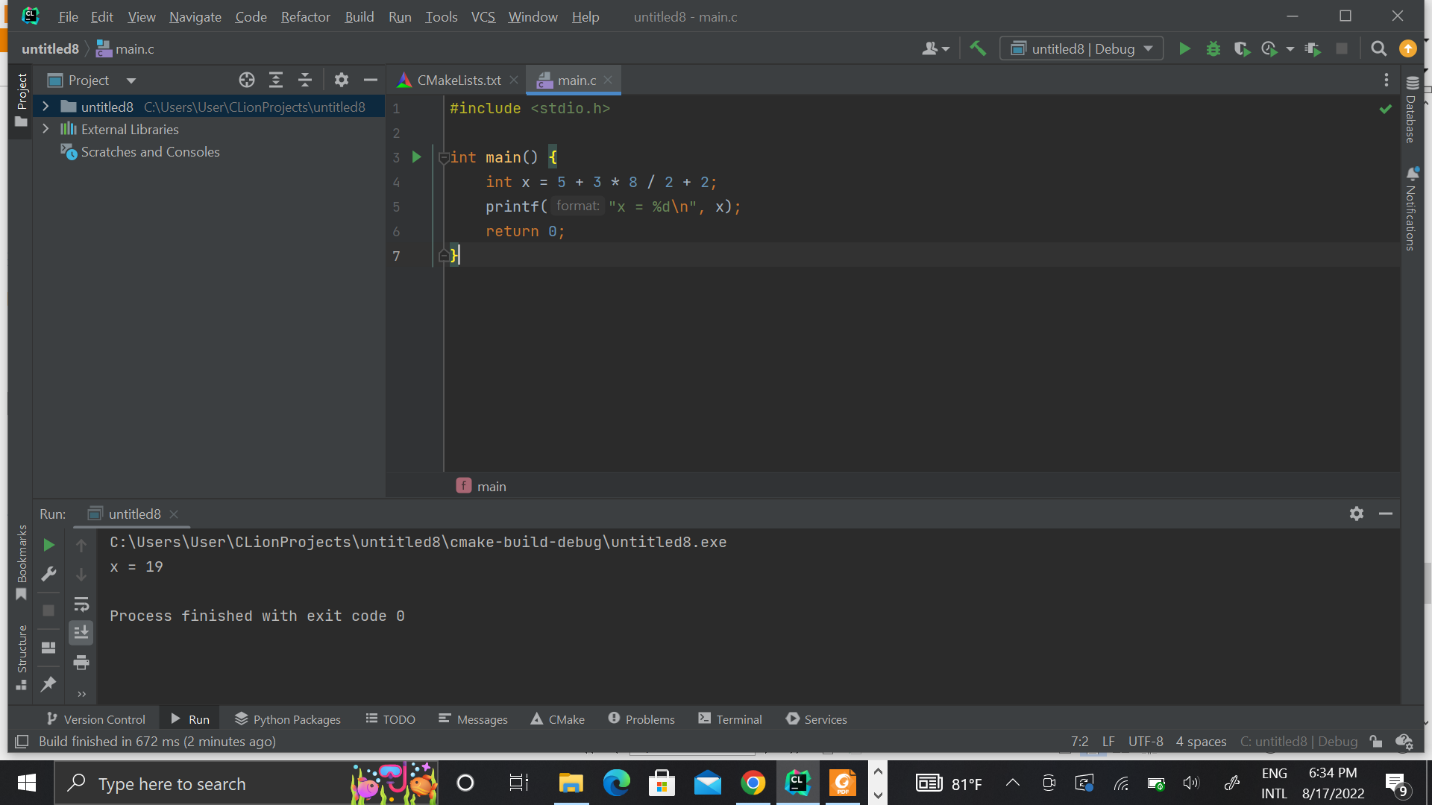 File Edit View Navigate Code Refactor Build Run Tools VCS Window Help untitled8 - main.c
untitled8 main.c untitled8 | Debug
Project
Project
CMakeLists.txt main.c
untitled8 C:\Users\User\CLionProjects\untitled8
External Libraries
Scratches and Consoles
1 #include <stdio.h>
2
3 int main() {
4 int x = 5 + 3 * 8 / 2 + 2;
5 printf( format: "x = %d\n", x);
6 return 0;
7 }
Database
Notifications
main
Run: untitled8
C:\Users\User\CLionProjects\untitled8\cmake-build-debug\untitled8.exe
x = 19
Process finished with exit code 0
Bookmarks
Structure
Version Control Run Python Packages TODO Messages CMake Problems Terminal Services
Build finished in 672 ms (2 minutes ago) 7:2 LF UTF-8 4 spaces C: untitled8 | Debug
Type here to search 81°F ENG 6:34 PM
INTL 8/17/2022 9